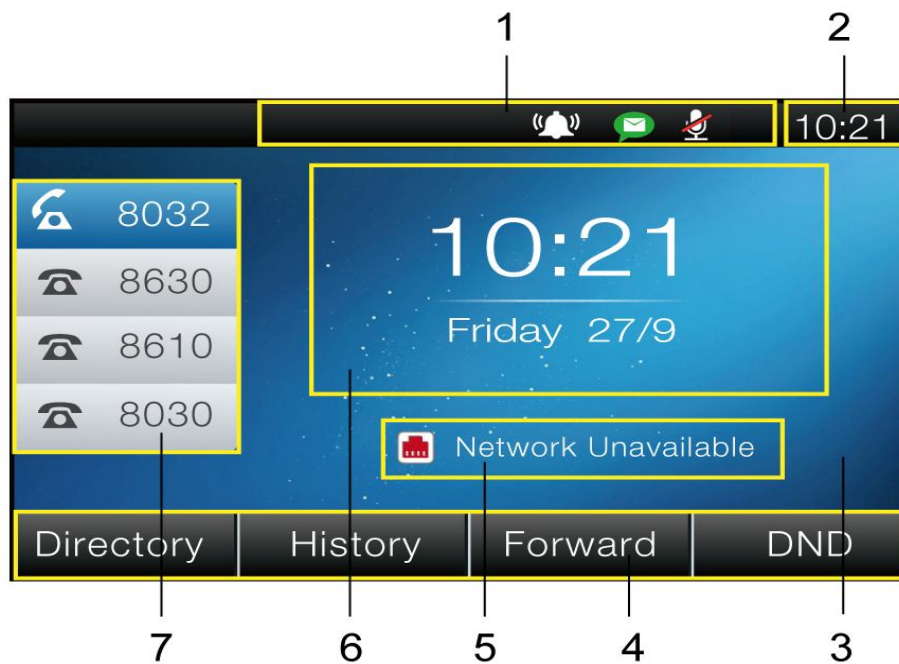 1 2
10:21
8032
8630
8610
8030
10:21
Friday 27/9
Network Unavailable
Directory History Forward DND
7 6 5 4 3